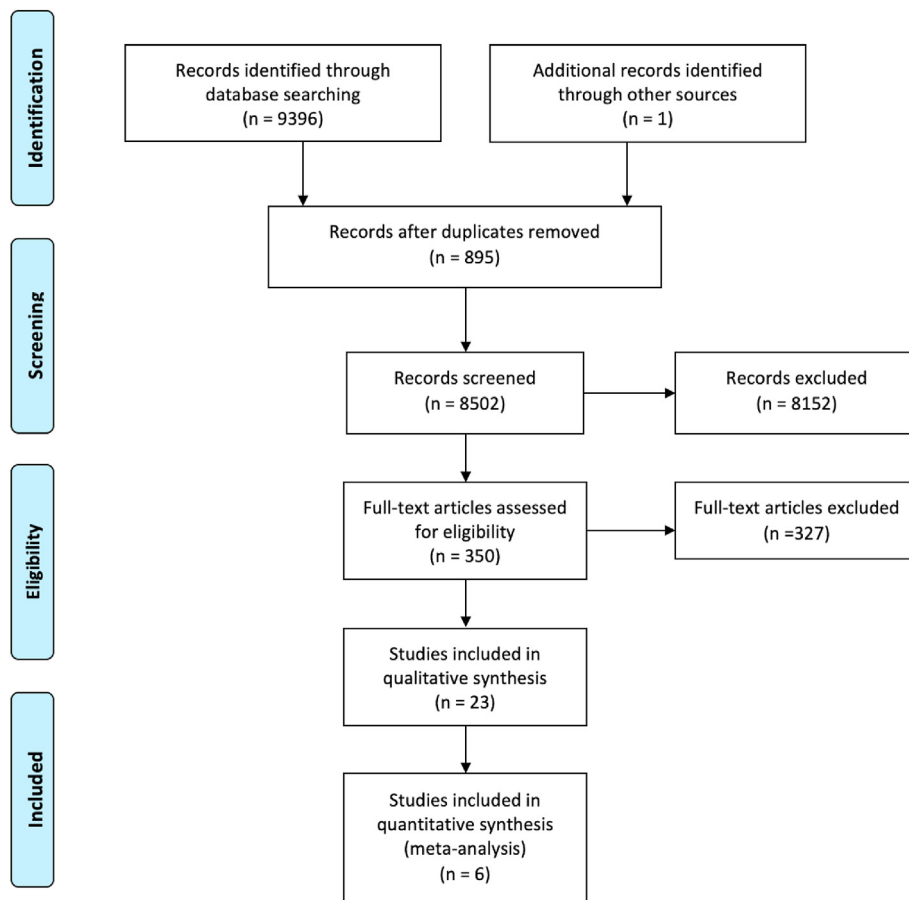 Identification
Records identified through
database searching
(n = 9396)
Additional records identified
through other sources
(n = 1)
Records after duplicates removed
(n = 895)
Screening
Records screened
(n = 8502)
Records excluded
(n = 8152)
Eligibility
Full-text articles assessed
for eligibility
(n = 350)
Full-text articles excluded
(n =327)
Studies included in
qualitative synthesis
(n = 23)
Included
Studies included in
quantitative synthesis
(meta-analysis)
(n = 6)